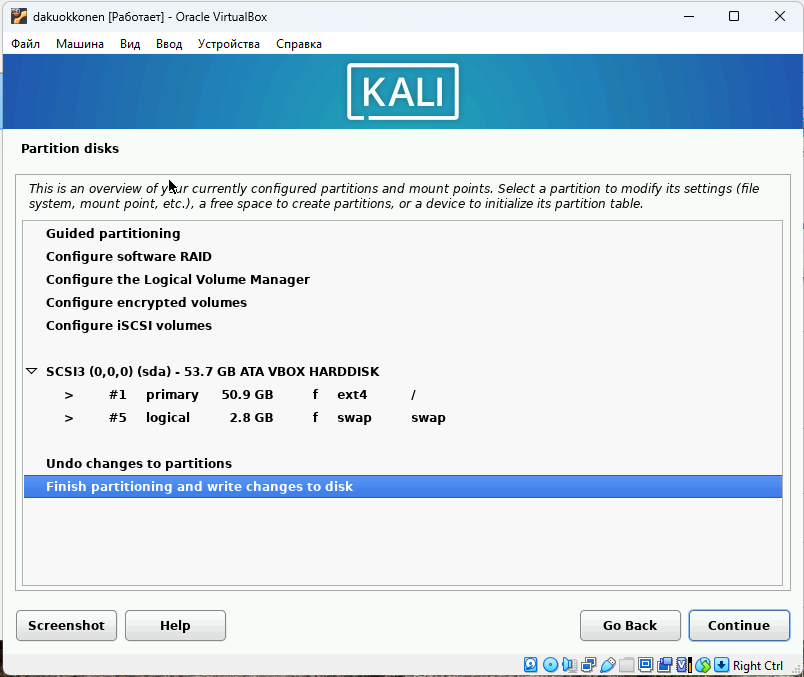 dakuokkonen [Работает] - Oracle VirtualBox
Файл Машина Вид Ввод Устройства Справка
KALI
Partition disks
This is an overview of your currently configured partitions and mount points. Select a partition to modify its settings (file
system, mount point, etc.), a free space to create partitions, or a device to initialize its partition table.
Guided partitioning
Configure software RAID
Configure the Logical Volume Manager
Configure encrypted volumes
Configure iSCSI volumes
SCSI3 (0,0,0) (sda) - 53.7 GB ATA VBOX HARDDISK
> #1 primary 50.9 GB f ext4 /
> #5 logical 2.8 GB f swap swap
Undo changes to partitions
Finish partitioning and write changes to disk
Screenshot Help Go Back Continue
Right Ctrl